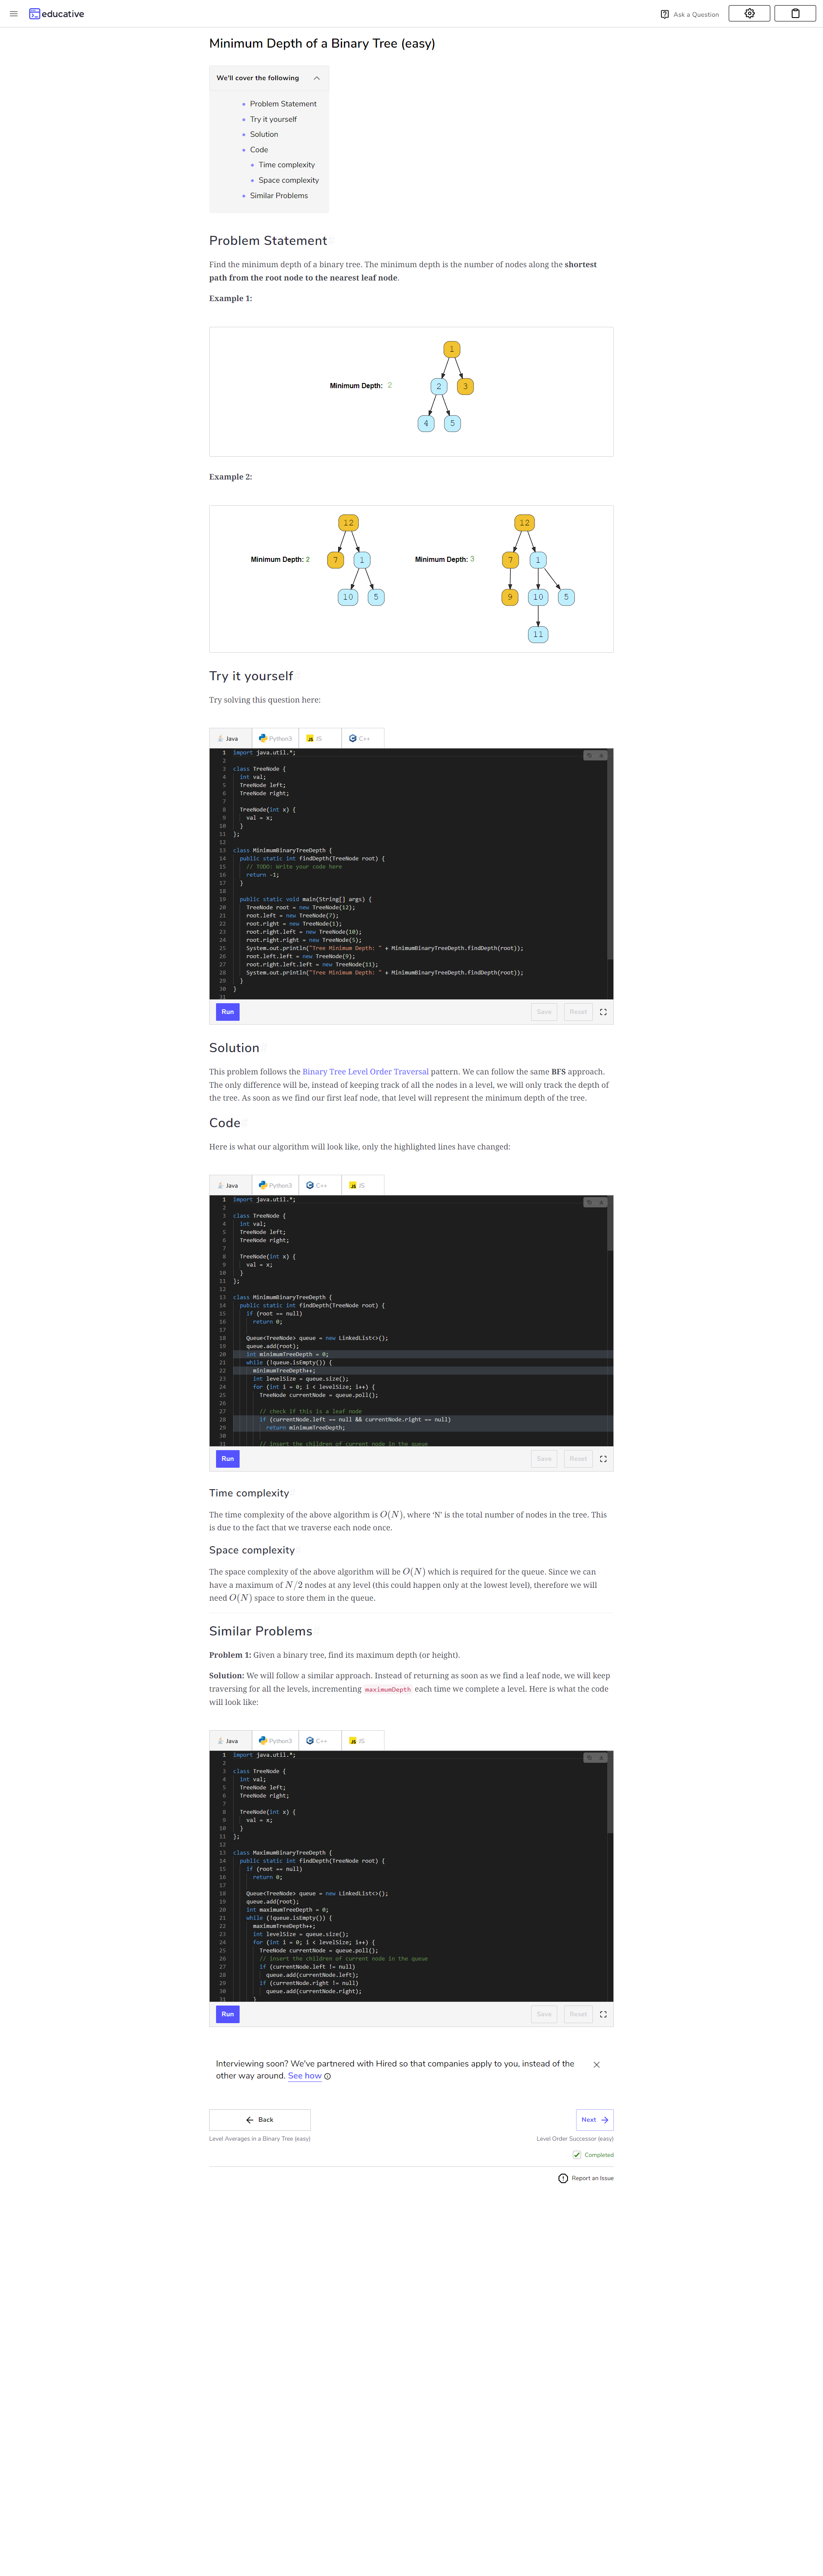 educative
Ask a Question
Minimum Depth of a Binary Tree (easy)
We'll cover the following
Problem Statement
Try it yourself
Solution
Code
Time complexity
Space complexity
Similar Problems
Problem Statement
Find the minimum depth of a binary tree. The minimum depth is the number of nodes along the shortest
path from the root node to the nearest leaf node.
Example 1:
1
Minimum Depth: 2
2 3
4 5
Example 2:
12 12
Minimum Depth: 2 7 1 Minimum Depth: 3 7 1
10 5 9 10 5
11
Try it yourself
Try solving this question here:
Java Python3 JS C++
1 import java.util.*;
2
3 class TreeNode {
4 int val;
5 TreeNode left;
6 TreeNode right;
7
8 TreeNode(int x) {
9 val = x;
10 }
11 };
12
13 class MinimumBinaryTreeDepth {
14 public static int findDepth(TreeNode root) {
15 // TODO: Write your code here
16 return -1;
17 }
18
19 public static void main(String[] args) {
20 TreeNode root = new TreeNode(12);
21 root.left = new TreeNode(7);
22 root.right = new TreeNode(1);
23 root.right.left = new TreeNode(10);
24 root.right.right = new TreeNode(5);
25 System.out.println("Tree Minimum Depth: " + MinimumBinaryTreeDepth.findDepth(root));
26 root.left.left = new TreeNode(9);
27 root.right.left.left = new TreeNode(11);
28 System.out.println("Tree Minimum Depth: " + MinimumBinaryTreeDepth.findDepth(root));
29 }
30 }
31
Run Save Reset
Solution
This problem follows the Binary Tree Level Order Traversal pattern. We can follow the same BFS approach.
The only difference will be, instead of keeping track of all the nodes in a level, we will only track the depth of
the tree. As soon as we find our first leaf node, that level will represent the minimum depth of the tree.
Code
Here is what our algorithm will look like, only the highlighted lines have changed:
Java Python3 C++ JS
1 import java.util.*;
2
3 class TreeNode {
4 int val;
5 TreeNode left;
6 TreeNode right;
7
8 TreeNode(int x) {
9 val = x;
10 }
11 };
12
13 class MinimumBinaryTreeDepth {
14 public static int findDepth(TreeNode root) {
15 if (root == null)
16 return 0;
17
18 Queue<TreeNode> queue = new LinkedList<>();
19 queue.add(root);
20 int minimumTreeDepth = 0;
21 while (!queue.isEmpty()) {
22 minimumTreeDepth++;
23 int levelSize = queue.size();
24 for (int i = 0; i < levelSize; i++) {
25 TreeNode currentNode = queue.poll();
26
27 // check if this is a leaf node
28 if (currentNode.left == null && currentNode.right == null)
29 return minimumTreeDepth;
30
31 // insert the children of current node in the queue
Run Save Reset
Time complexity
The time complexity of the above algorithm is O(N), where ‘N’ is the total number of nodes in the tree. This
is due to the fact that we traverse each node once.
Space complexity
The space complexity of the above algorithm will be O(N) which is required for the queue. Since we can
have a maximum of N/2 nodes at any level (this could happen only at the lowest level), therefore we will
need O(N) space to store them in the queue.
Similar Problems
Problem 1: Given a binary tree, find its maximum depth (or height).
Solution: We will follow a similar approach. Instead of returning as soon as we find a leaf node, we will keep
traversing for all the levels, incrementing maximumDepth each time we complete a level. Here is what the code
will look like:
Java Python3 C++ JS
1 import java.util.*;
2
3 class TreeNode {
4 int val;
5 TreeNode left;
6 TreeNode right;
7
8 TreeNode(int x) {
9 val = x;
10 }
11 };
12
13 class MaximumBinaryTreeDepth {
14 public static int findDepth(TreeNode root) {
15 if (root == null)
16 return 0;
17
18 Queue<TreeNode> queue = new LinkedList<>();
19 queue.add(root);
20 int maximumTreeDepth = 0;
21 while (!queue.isEmpty()) {
22 maximumTreeDepth++;
23 int levelSize = queue.size();
24 for (int i = 0; i < levelSize; i++) {
25 TreeNode currentNode = queue.poll();
26 // insert the children of current node in the queue
27 if (currentNode.left != null)
28 queue.add(currentNode.left);
29 if (currentNode.right != null)
30 queue.add(currentNode.right);
31 }
Run Save Reset
Interviewing soon? We've partnered with Hired so that companies apply to you, instead of the
other way around. See how
Back Next
Level Averages in a Binary Tree (easy) Level Order Successor (easy)
Completed
Report an Issue